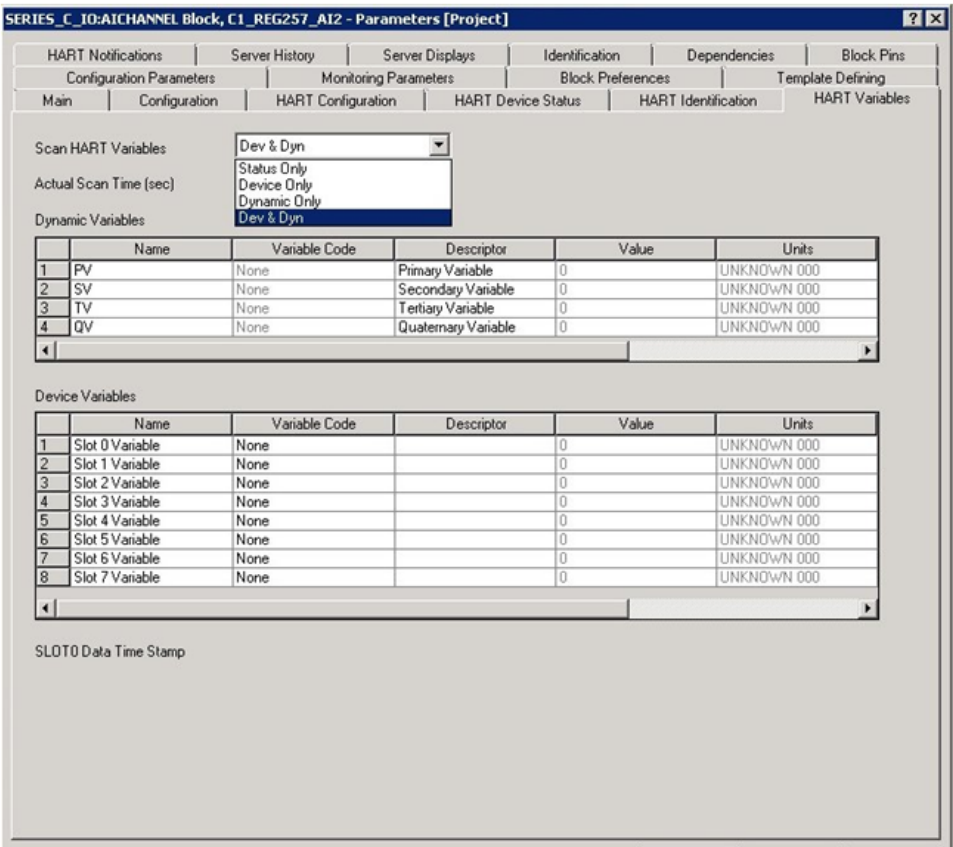 SERIES_C_IO:AICHANNEL Block, C1_REG257_AI2 - Parameters [Project]
HART Notifications Server History Server Displays Identification Dependencies Block Pins
Configuration Parameters Monitoring Parameters Block Preferences Template Defining
Main Configuration HART Configuration HART Device Status HART Identification HART Variables
Scan HART Variables Dev & Dyn
Status Only
Actual Scan Time (sec) Device Only
Dynamic Only
Dynamic Variables Dev & Dyn
Name Variable Code Descriptor Value Units
1 PV None Primary Variable 0 UNKNOWN 000
2 SV None Secondary Variable 0 UNKNOWN 000
3 TV None Tertiary Variable 0 UNKNOWN 000
4 QV None Quaternary Variable 0 UNKNOWN 000
Device Variables
Name Variable Code Descriptor Value Units
1 Slot 0 Variable None 0 UNKNOWN 000
2 Slot 1 Variable None 0 UNKNOWN 000
3 Slot 2 Variable None 0 UNKNOWN 000
4 Slot 3 Variable None 0 UNKNOWN 000
5 Slot 4 Variable None 0 UNKNOWN 000
6 Slot 5 Variable None 0 UNKNOWN 000
7 Slot 6 Variable None 0 UNKNOWN 000
8 Slot 7 Variable None 0 UNKNOWN 000
SLOT0 Data Time Stamp